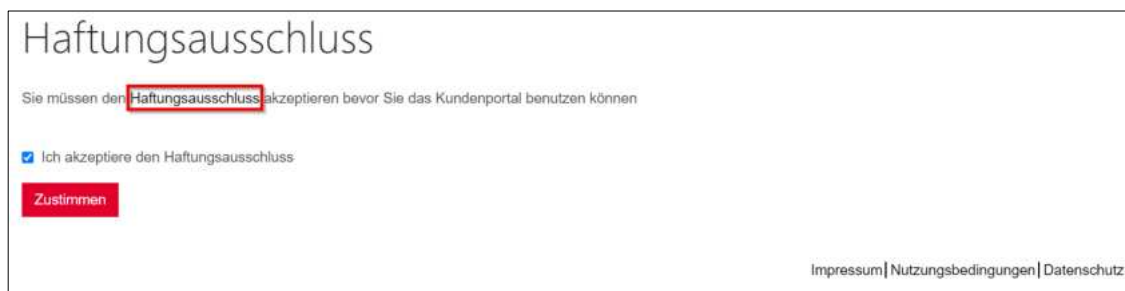 Haftungsausschluss
Sie müssen den Haftungsausschluss akzeptieren bevor Sie das Kundenportal benutzen können
Ich akzeptiere den Haftungsausschluss
Zustimmen
Impressum| Nutzungsbedingungen| Datenschutz